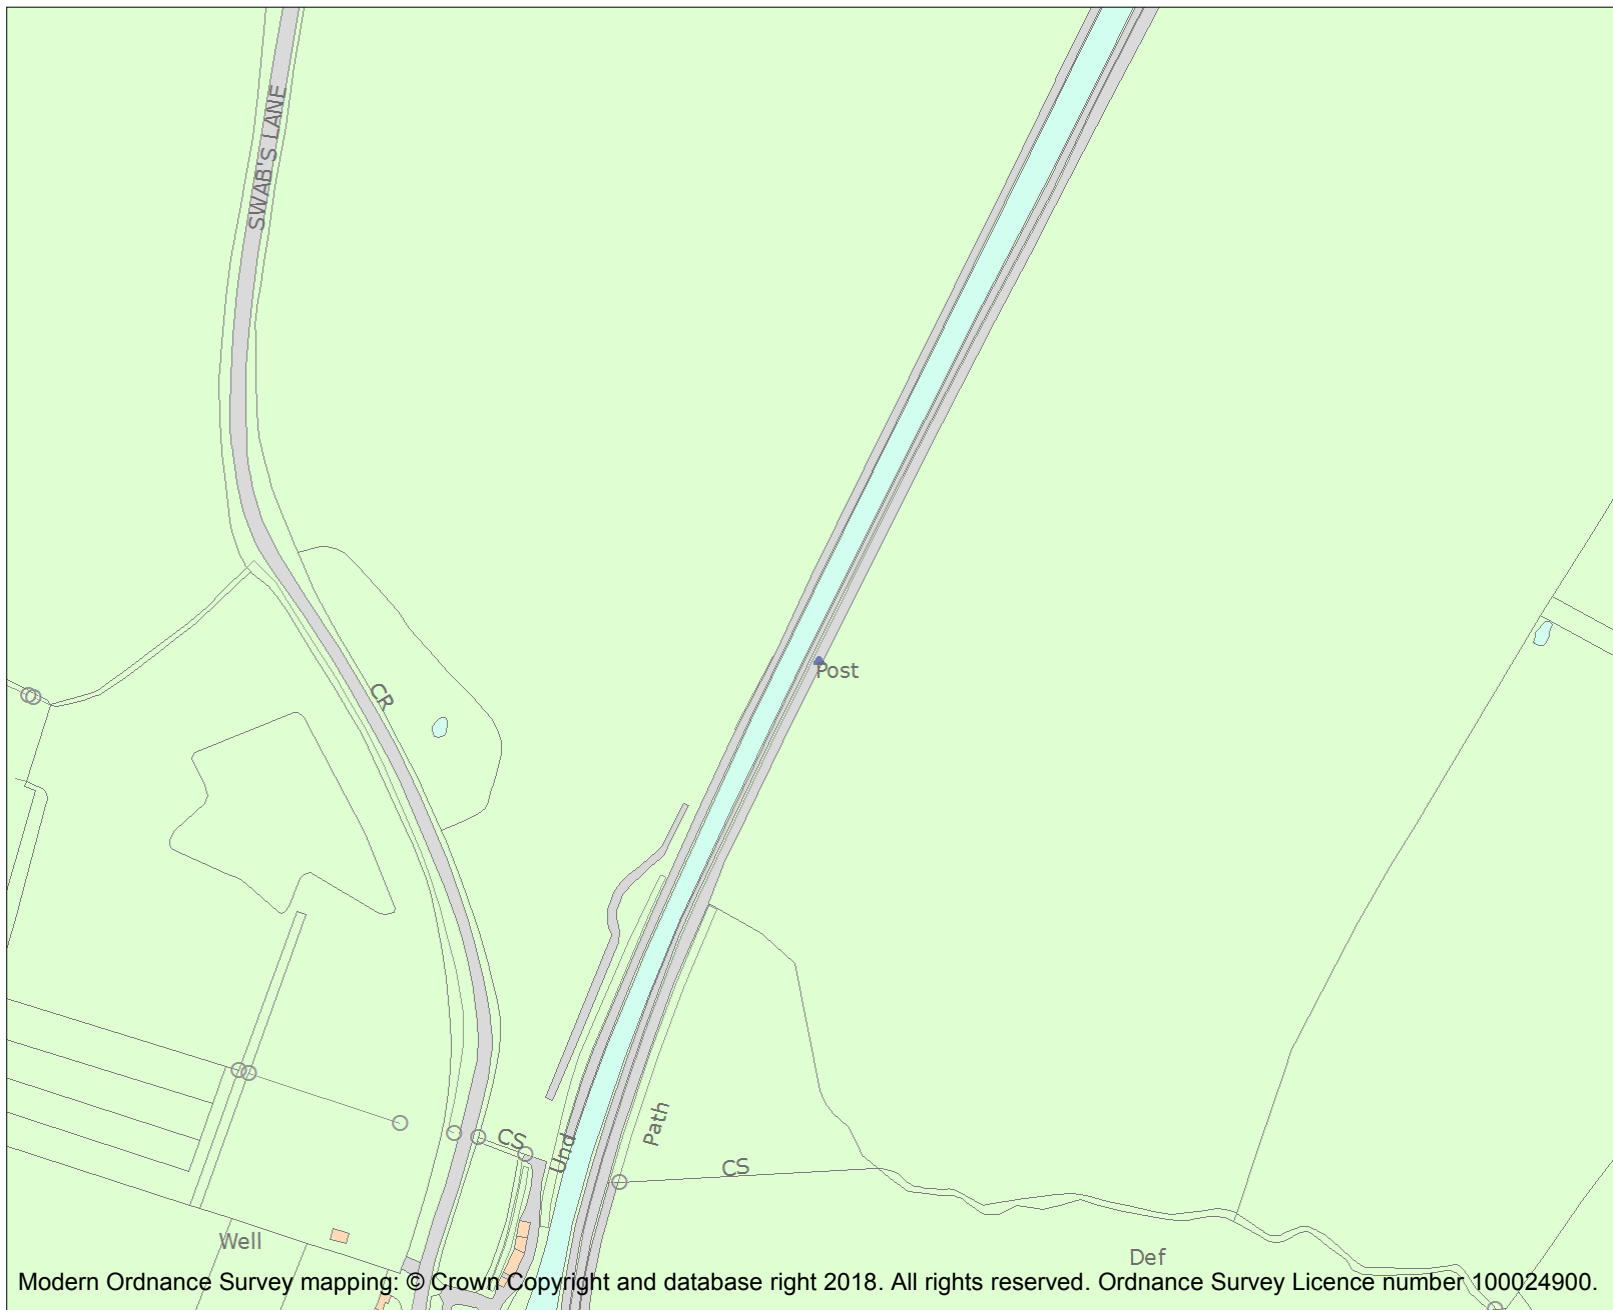 SWAB'S LANE
Post
CR
CS
Und
Path
CS
Well
Def
Modern Ordnance Survey mapping: © Crown Copyright and database right 2018. All rights reserved. Ordnance Survey Licence number 100024900.